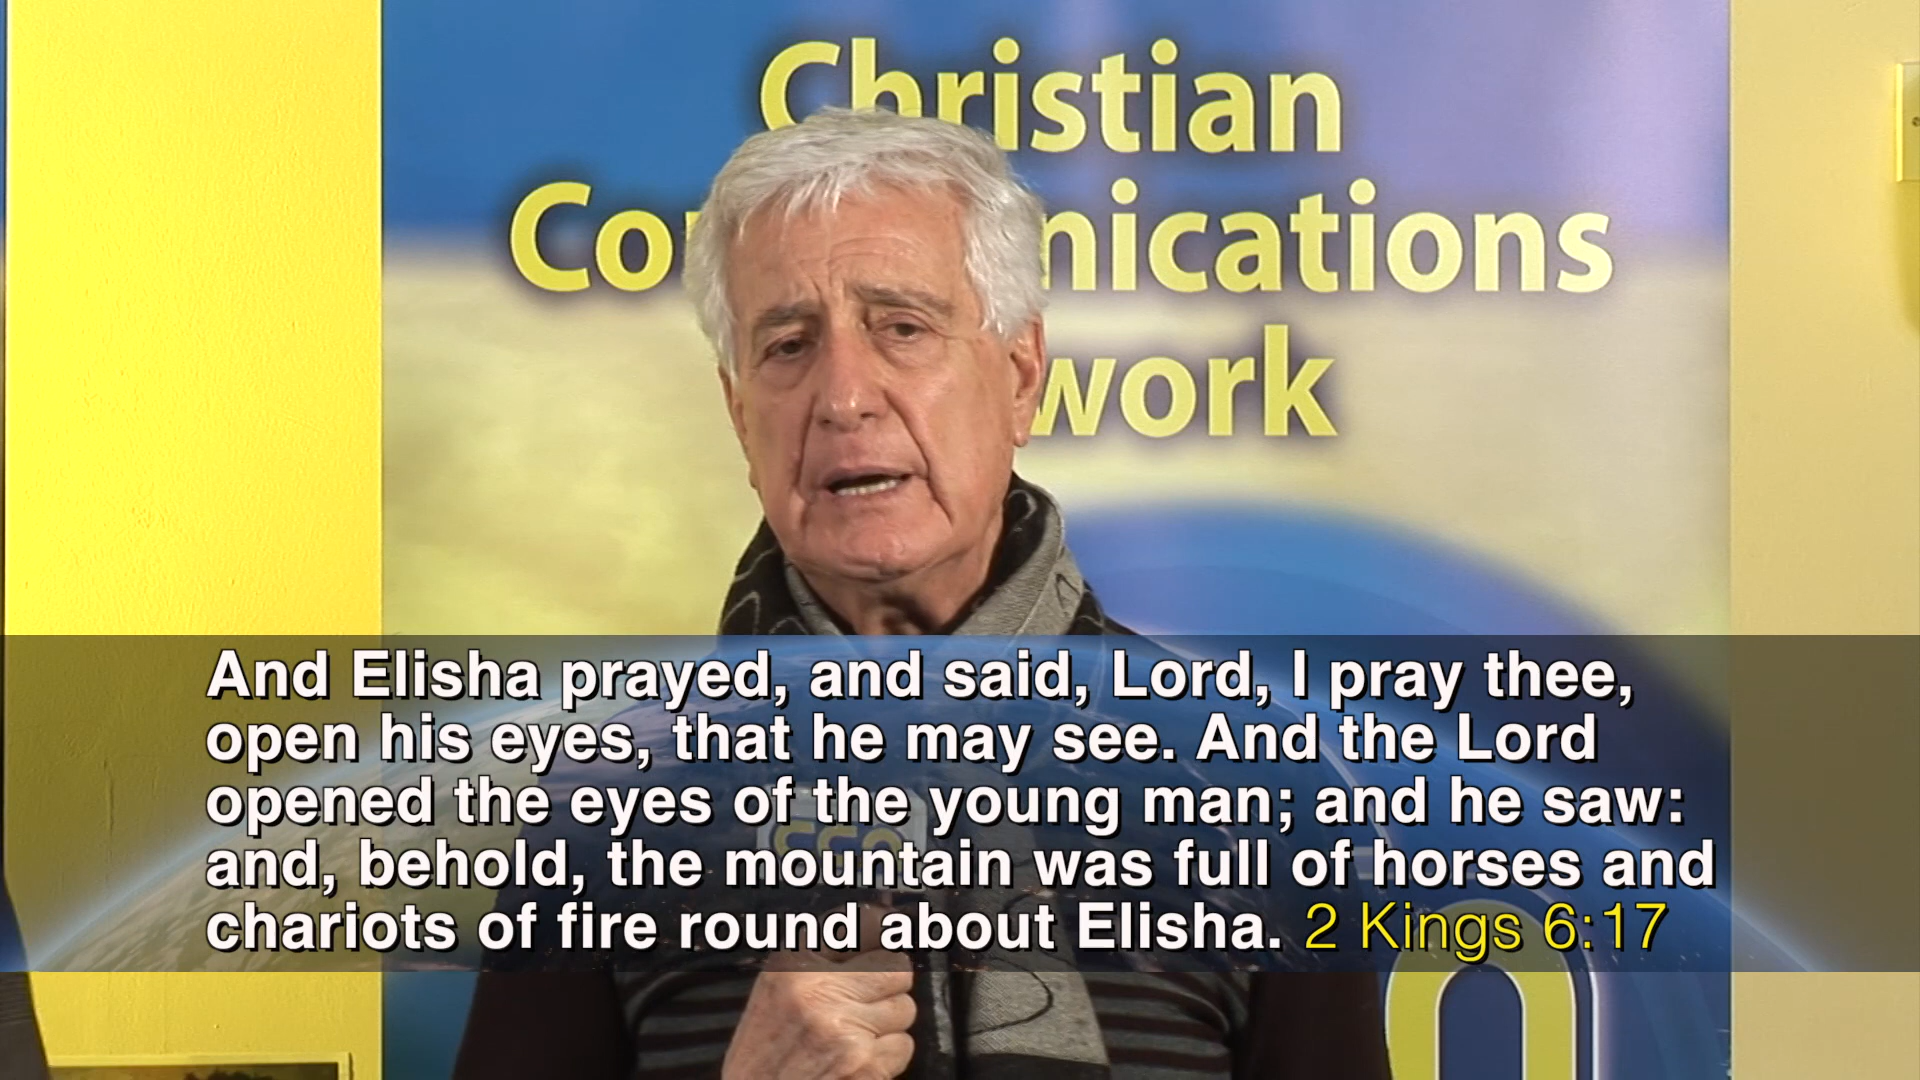 Christian
Communications
work
And Elisha prayed, and said, Lord, I pray thee,
open his eyes, that he may see. And the Lord
opened the eyes of the young man; and he saw:
and, behold, the mountain was full of horses and
chariots of fire round about Elisha. 2 Kings 6:17